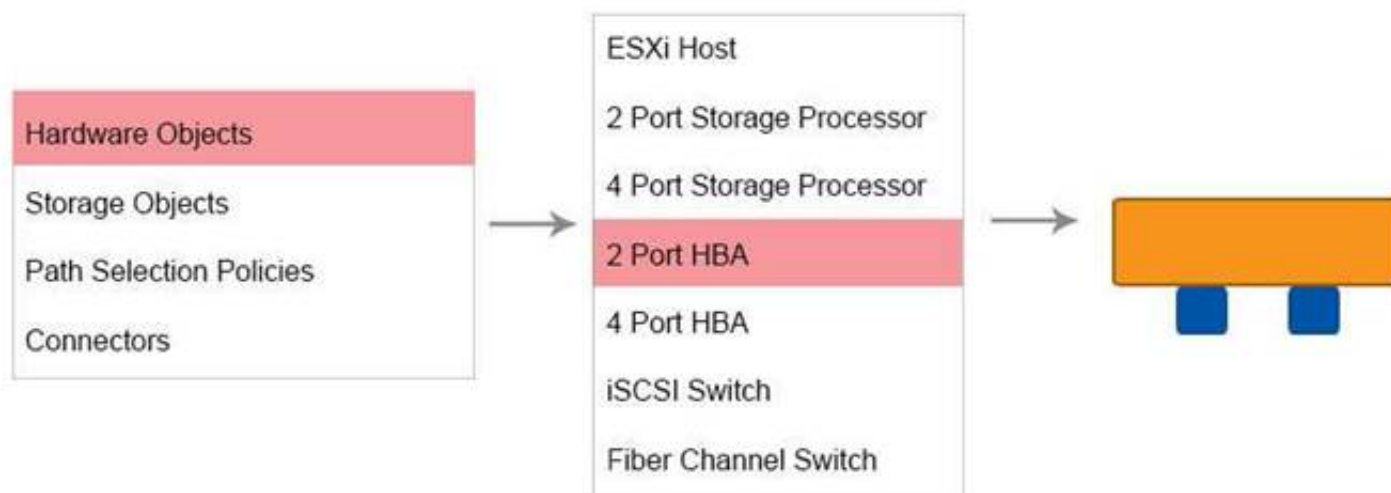 Hardware Objects
Storage Objects
Path Selection Policies
Connectors
ESXi Host
2 Port Storage Processor
4 Port Storage Processor
2 Port HBA
4 Port HBA
iSCSI Switch
Fiber Channel Switch